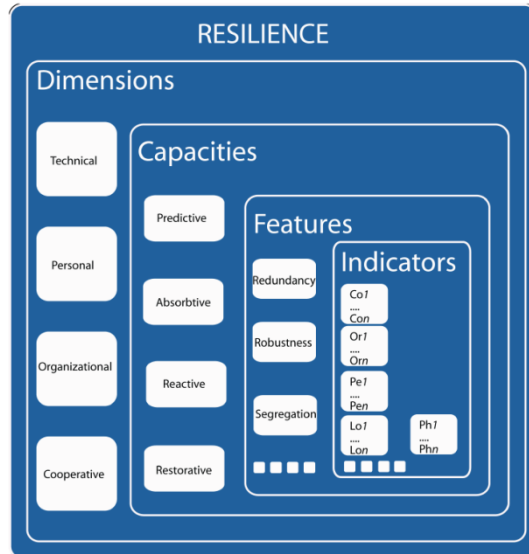 RESILIENCE
Dimensions
Technical
Personal
Organizational
Cooperative
Capacities
Predictive
Absorbtive
Reactive
Restorative
Features
Redundancy
Robustness
Segregation
Indicators
Co1
....
Con
Or1
....
Orn
Pe1
....
Pen
Lo1
....
Lon
Ph1
....
Phn